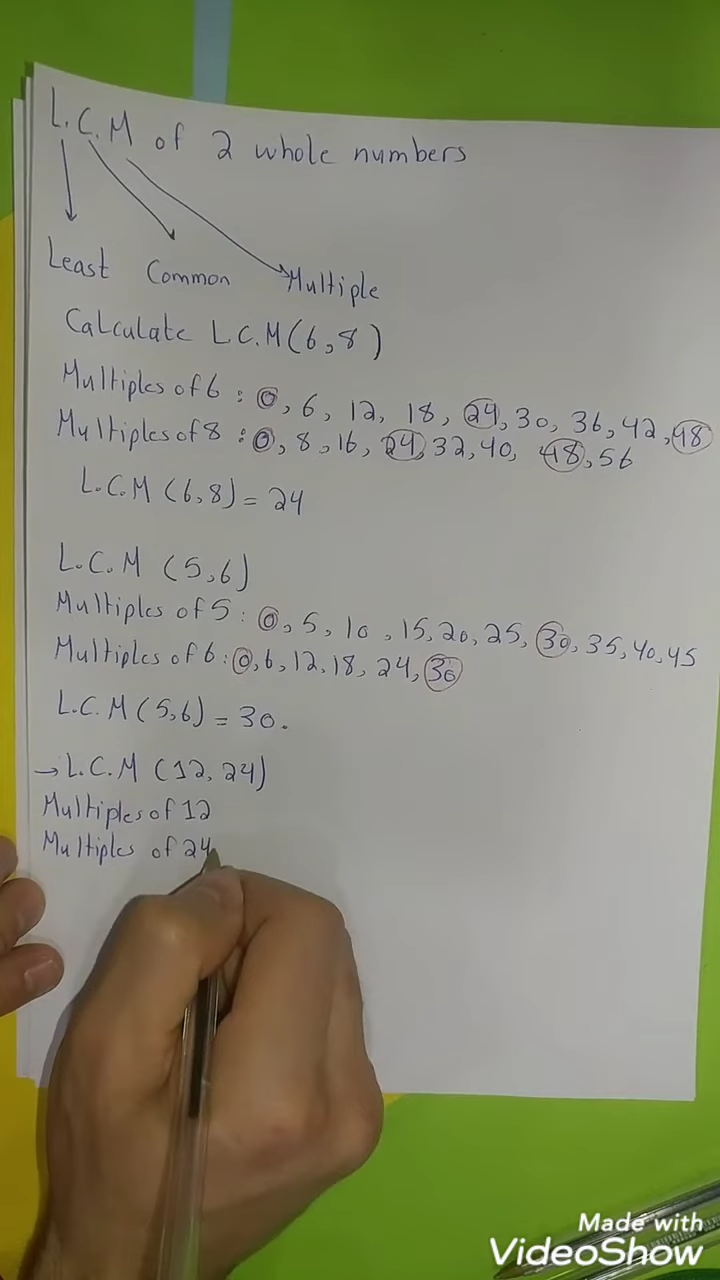 L.C.M of 2 whole numbers
Least Common Multiple
Calculate L.C.M(6,8)
Multiples of 6 : 0, 6, 12, 18, 24, 30, 36, 42, 48
Multiples of 8 : 0, 8, 16, 24, 32, 40, 48, 56
L.C.M (6,8) = 24
L.C.M (5,6)
Multiples of 5 : 0, 5, 10, 15, 20, 25, 30, 35, 40, 45
Multiples of 6 : 0, 6, 12, 18, 24, 30
L.C.M (5,6) = 30.
→ L.C.M (12, 24)
Multiples of 12
Multiples of 24
Made with
VideoShow